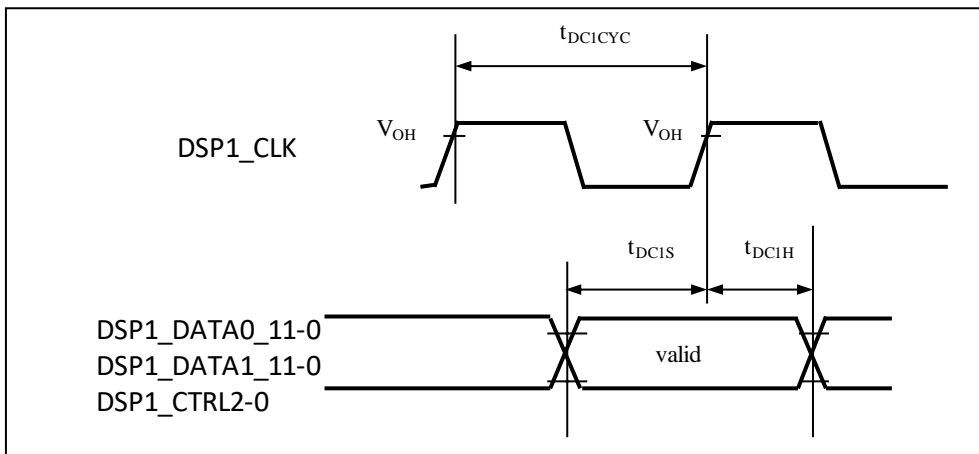 tDC1CYC
VOH VOH
DSP1_CLK
tDC1S tDC1H
DSP1_DATA0_11-0
DSP1_DATA1_11-0
valid
DSP1_CTRL2-0